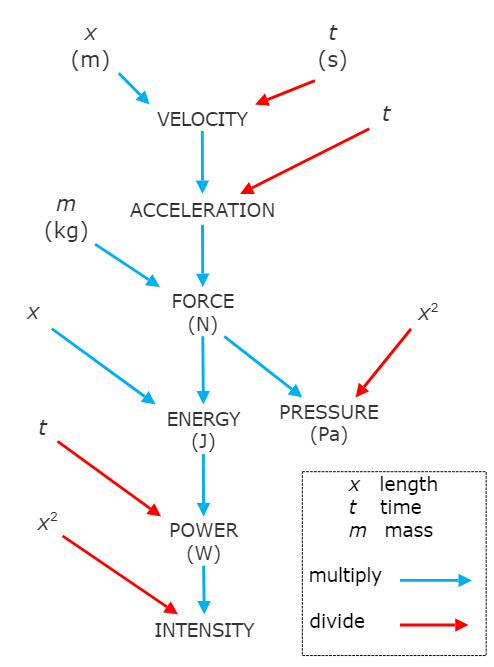 x
(m)
t
(s)
VELOCITY
t
ACCELERATION
m
(kg)
FORCE
(N)
x
x²
ENERGY
(J)
PRESSURE
(Pa)
t
x²
POWER
(W)
INTENSITY
x length
t time
m mass
multiply
divide